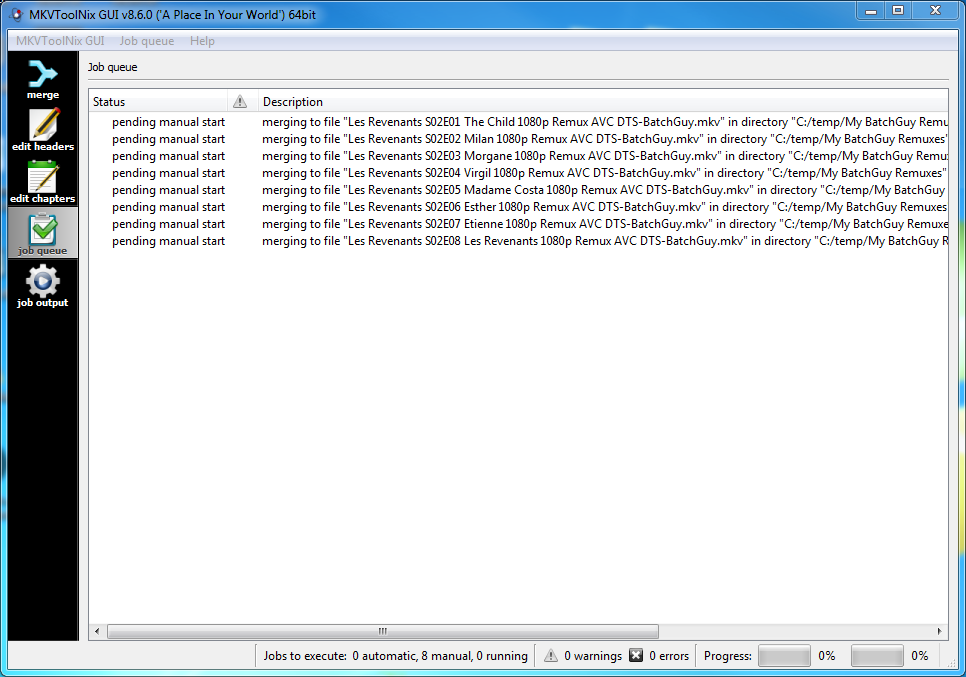 MKVToolNix GUI v8.6.0 ('A Place In Your World') 64bit
MKVToolNix GUI Job queue Help
merge
edit headers
edit chapters
job queue
job output
Job queue
Status Description
pending manual start merging to file "Les Revenants S02E01 The Child 1080p Remux AVC DTS-BatchGuy.mkv" in directory "C:/temp/My BatchGuy Remu
pending manual start merging to file "Les Revenants S02E02 Milan 1080p Remux AVC DTS-BatchGuy.mkv" in directory "C:/temp/My BatchGuy Remuxes"
pending manual start merging to file "Les Revenants S02E03 Morgane 1080p Remux AVC DTS-BatchGuy.mkv" in directory "C:/temp/My BatchGuy Remu
pending manual start merging to file "Les Revenants S02E04 Virgil 1080p Remux AVC DTS-BatchGuy.mkv" in directory "C:/temp/My BatchGuy Remuxes"
pending manual start merging to file "Les Revenants S02E05 Madame Costa 1080p Remux AVC DTS-BatchGuy.mkv" in directory "C:/temp/My BatchGuy
pending manual start merging to file "Les Revenants S02E06 Esther 1080p Remux AVC DTS-BatchGuy.mkv" in directory "C:/temp/My BatchGuy Remuxes
pending manual start merging to file "Les Revenants S02E07 Etienne 1080p Remux AVC DTS-BatchGuy.mkv" in directory "C:/temp/My BatchGuy Remuxe
pending manual start merging to file "Les Revenants S02E08 Les Revenants 1080p Remux AVC DTS-BatchGuy.mkv" in directory "C:/temp/My BatchGuy R
Jobs to execute: 0 automatic, 8 manual, 0 running 0 warnings 0 errors Progress: 0% 0%